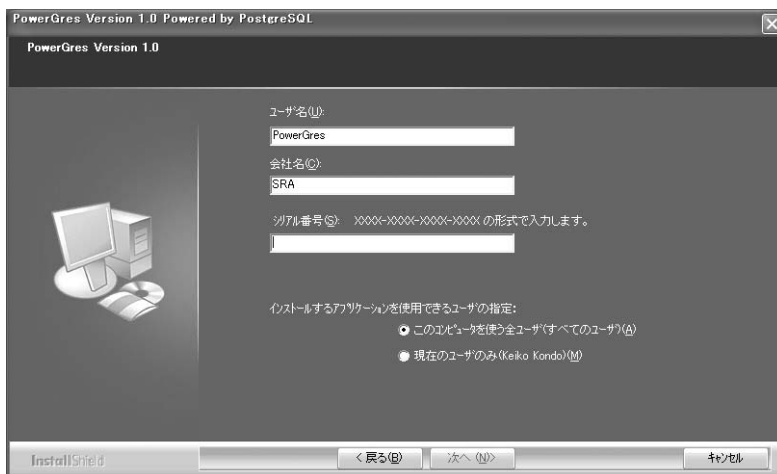 PowerGres Version 1.0 Powered by PostgreSQL
PowerGres Version 1.0
ユーザ名(U):
PowerGres
会社名(C):
SRA
シリアル番号(S): XXXX-XXXX-XXXX-XXXX の形式で入力します。
インストールするアプリケーションを使用できるユーザの指定:
このコンピュータを使う全ユーザ(すべてのユーザ)(A)
現在のユーザのみ(Keiko Kondo)(M)
InstallShield
< 戻る(B)
次へ (N)>
キャンセル